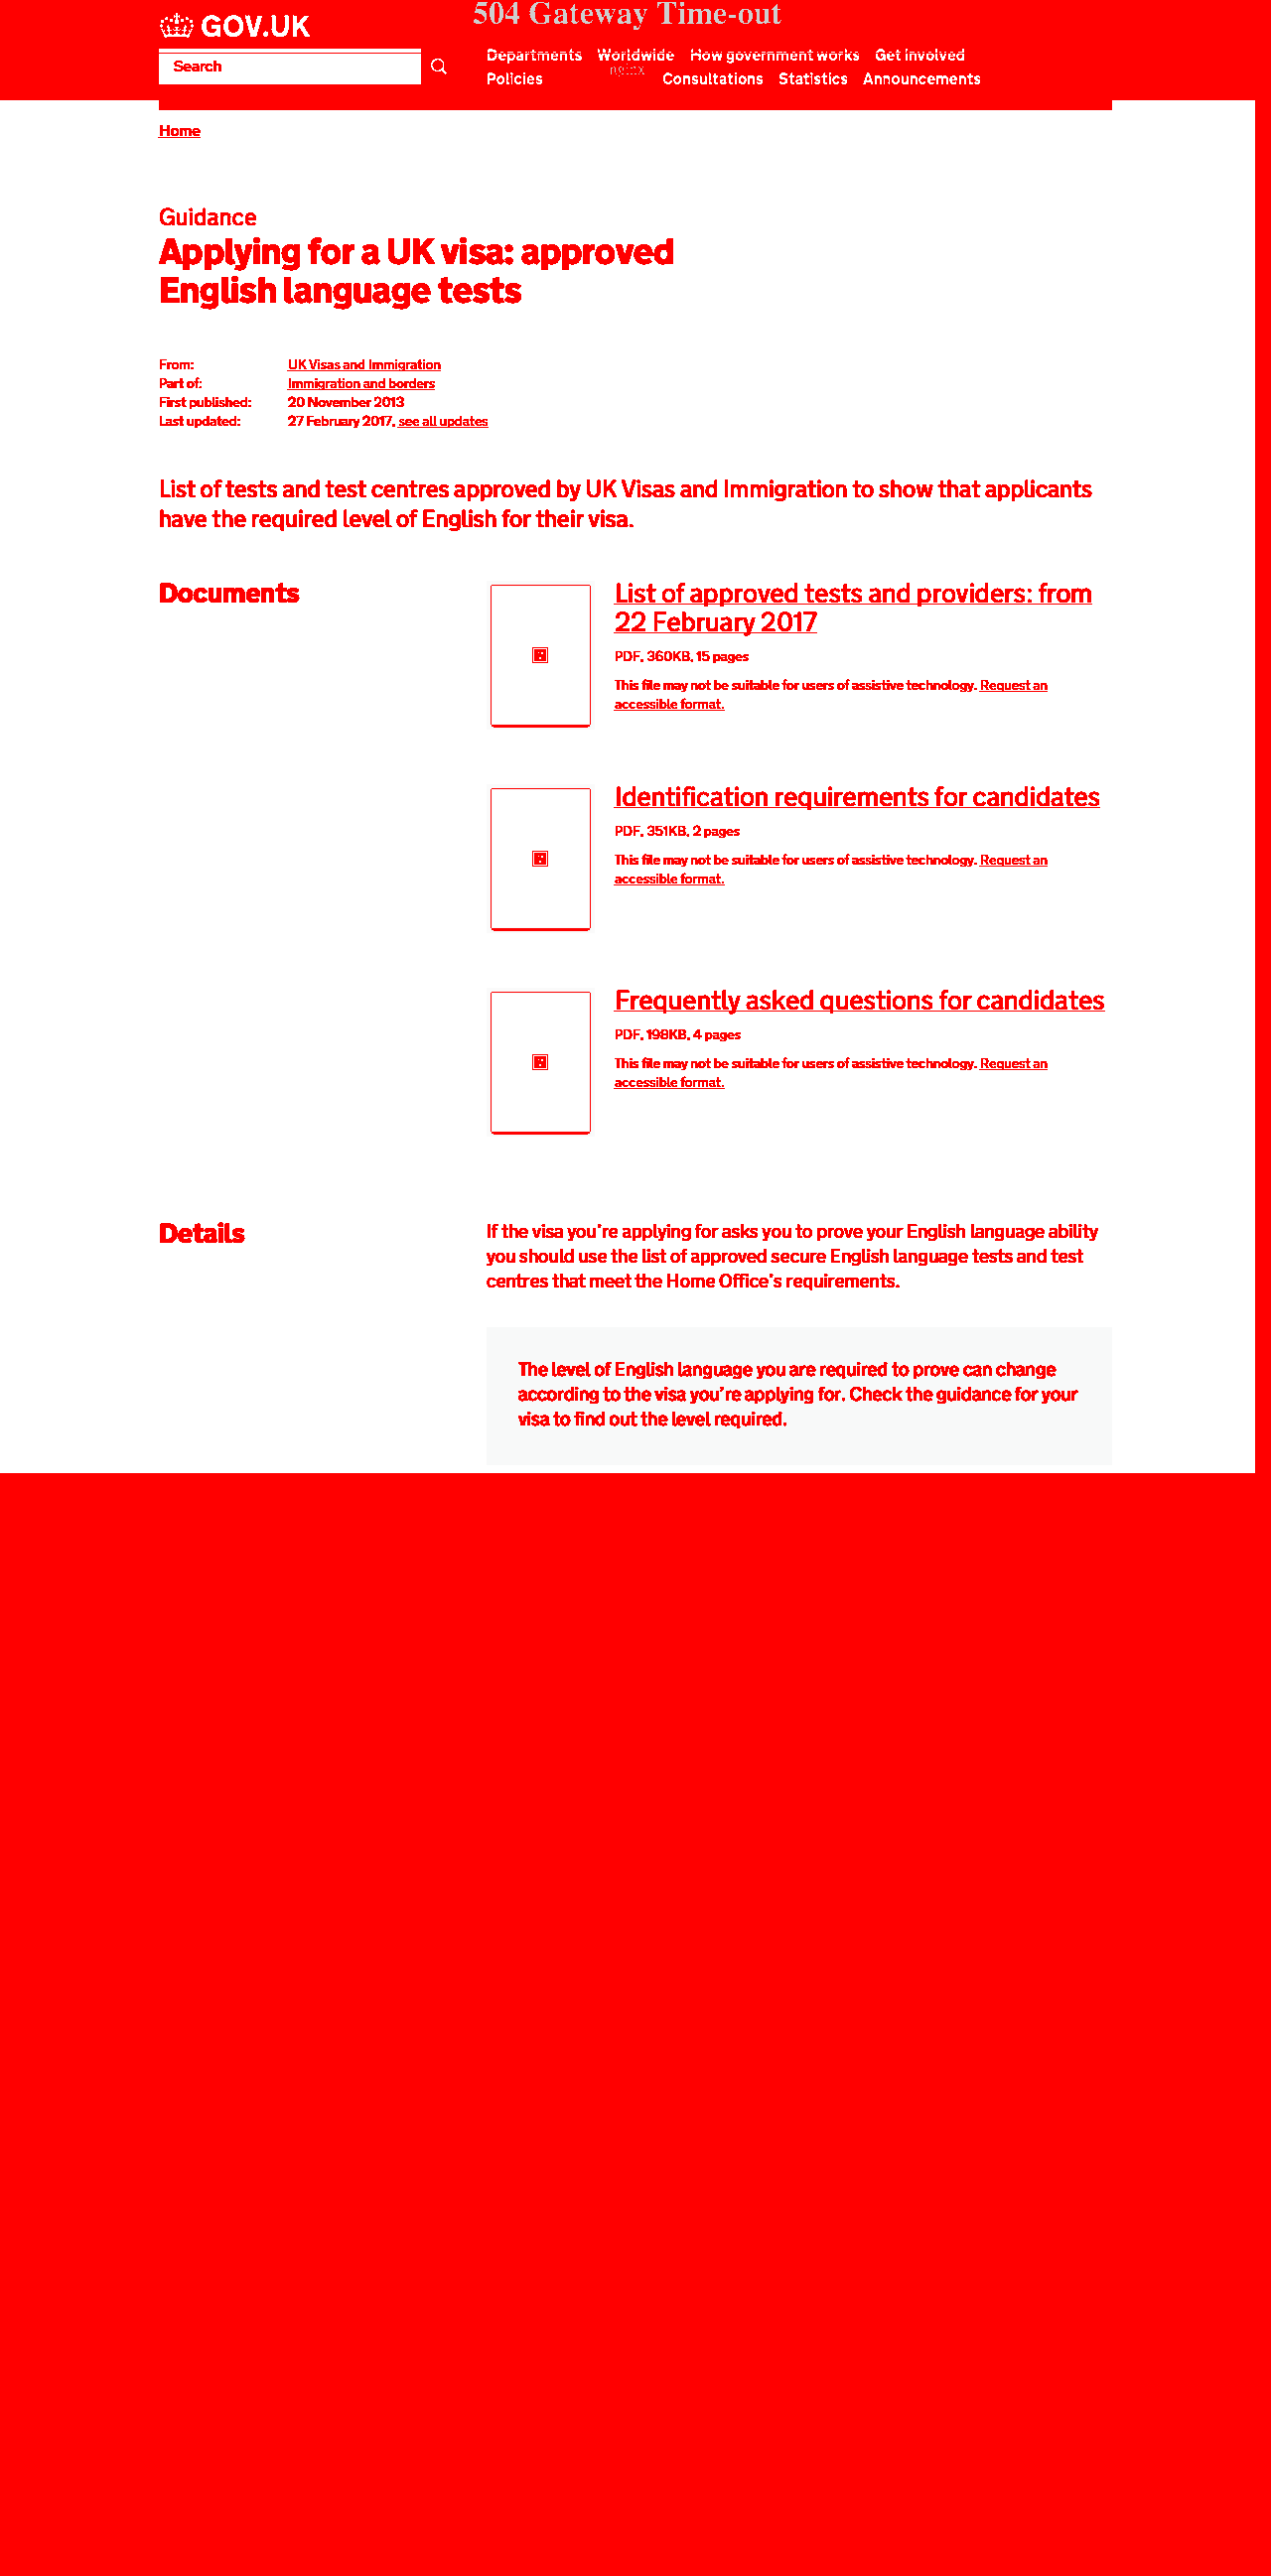 504 Gateway Time-out
GOV.UK
Search
Departments Worldwide How government works Get involved
nginx
Policies Consultations Statistics Announcements
Home
Guidance
Applying for a UK visa: approved
English language tests
From: UK Visas and Immigration
Part of: Immigration and borders
First published: 20 November 2013
Last updated: 27 February 2017, see all updates
List of tests and test centres approved by UK Visas and Immigration to show that applicants
have the required level of English for their visa.
Documents
List of approved tests and providers: from
22 February 2017
PDF, 360KB, 15 pages
This file may not be suitable for users of assistive technology. Request an
accessible format.
Identification requirements for candidates
PDF, 351KB, 2 pages
This file may not be suitable for users of assistive technology. Request an
accessible format.
Frequently asked questions for candidates
PDF, 198KB, 4 pages
This file may not be suitable for users of assistive technology. Request an
accessible format.
Details
If the visa you’re applying for asks you to prove your English language ability
you should use the list of approved secure English language tests and test
centres that meet the Home Office’s requirements.
The level of English language you are required to prove can change
according to the visa you’re applying for. Check the guidance for your
visa to find out the level required.